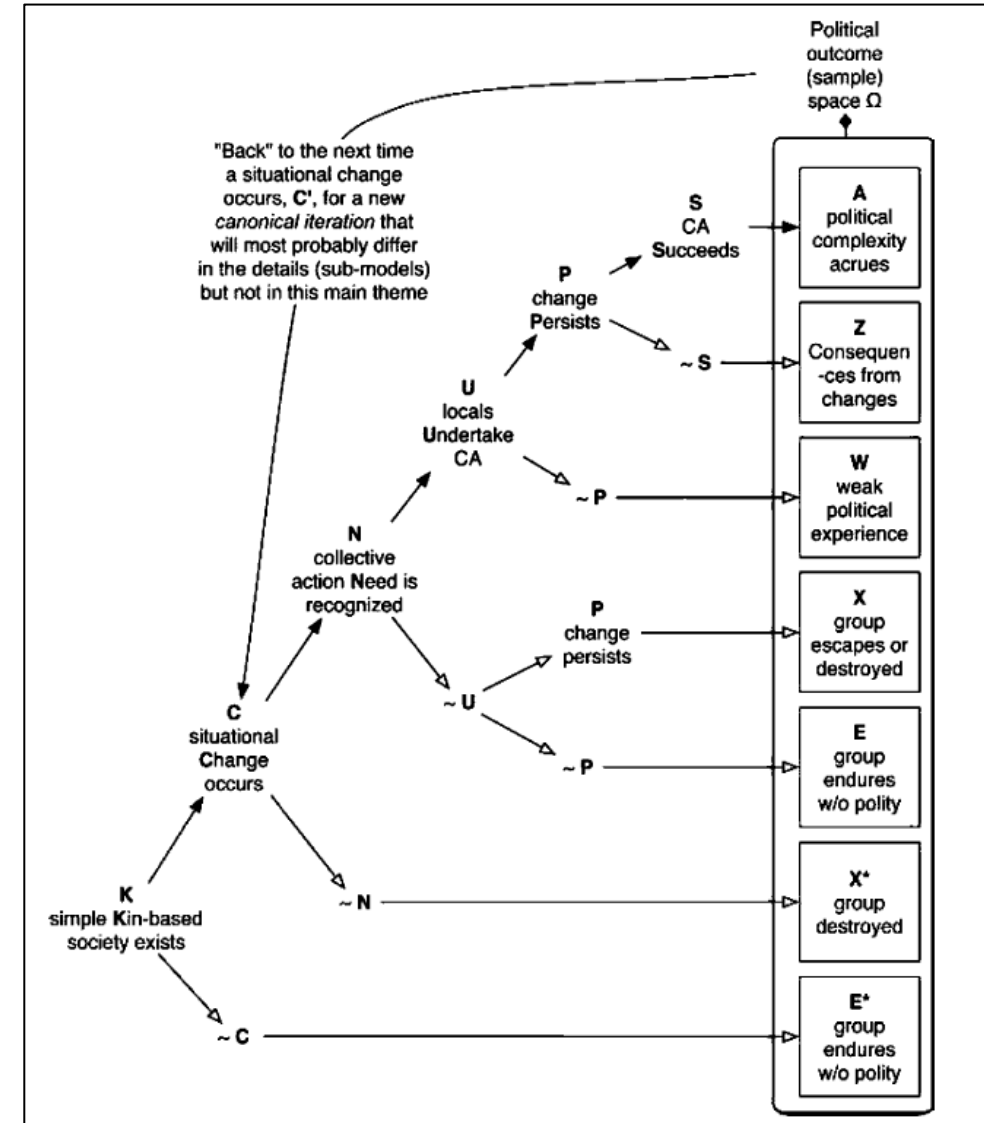 Political
outcome
(sample)
space Ω
"Back" to the next time
a situational change
occurs, C', for a new
canonical iteration that
will most probably differ
in the details (sub-models)
but not in this main theme
S
CA
Succeeds
A
political
complexity
acrues
P
change
Persists
~ S
Z
Consequen
-ces from
changes
U
locals
Undertake
CA
~ P
W
weak
political
experience
N
collective
action Need is
recognized
P
change
persists
X
group
escapes or
destroyed
~ U
C
situational
Change
occurs
~ P
E
group
endures
w/o polity
K
simple Kin-based
society exists
~ N
X*
group
destroyed
~ C
E*
group
endures
w/o polity